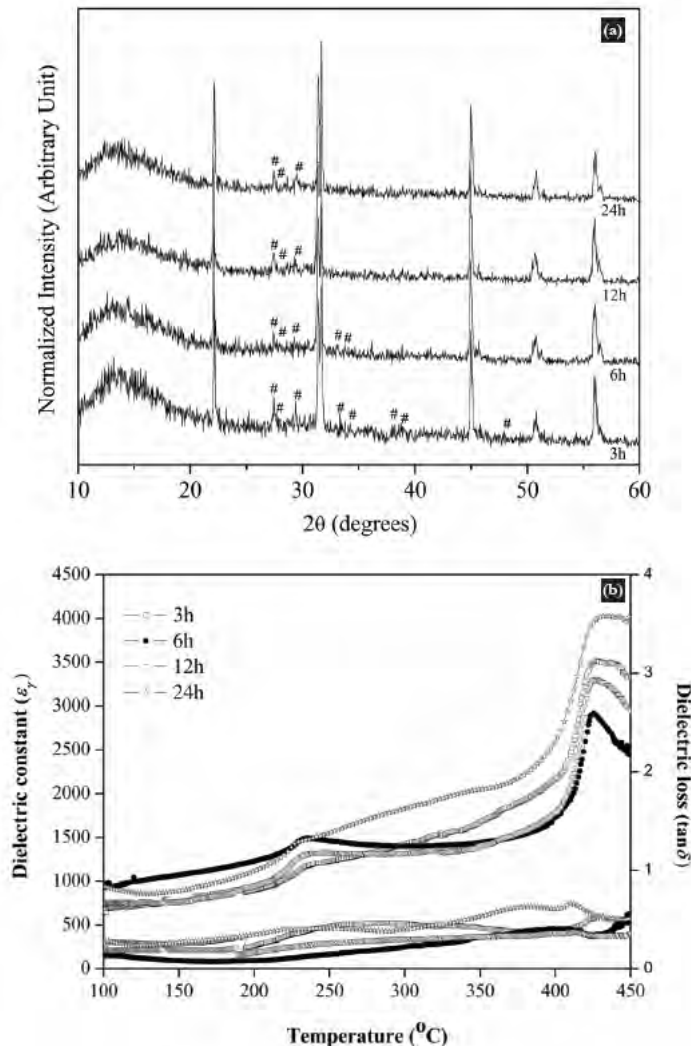 (a)
Normalized Intensity (Arbitrary Unit)
# # #
24h
# # #
12h
# # # # #
6h
# # # # # # # #
3h
10 20 30 40 50 60
2θ (degrees)
(b)
4500
4000
3500
3000
2500
2000
1500
1000
500
0
Dielectric constant (εγ)
3h
6h
12h
24h
4
3
2
1
0
Dielectric loss (tanδ)
100 150 200 250 300 350 400 450
Temperature (⁰C)